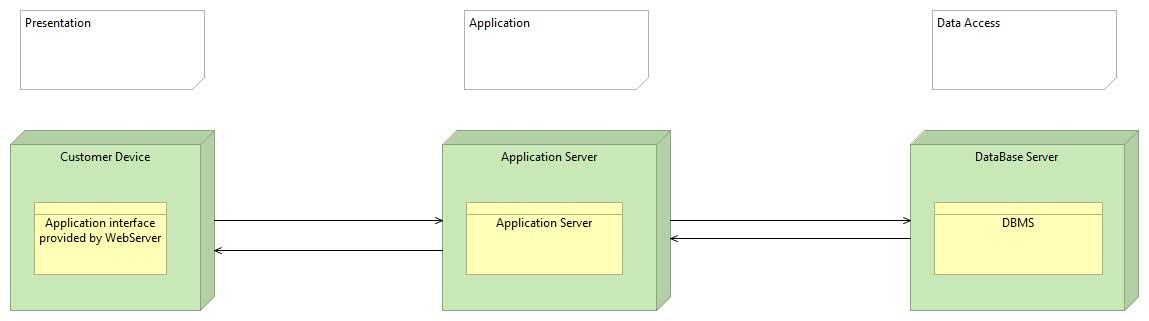 Presentation
Application
Data Access
Customer Device
Application Server
DataBase Server
Application interface
provided by WebServer
Application Server
DBMS